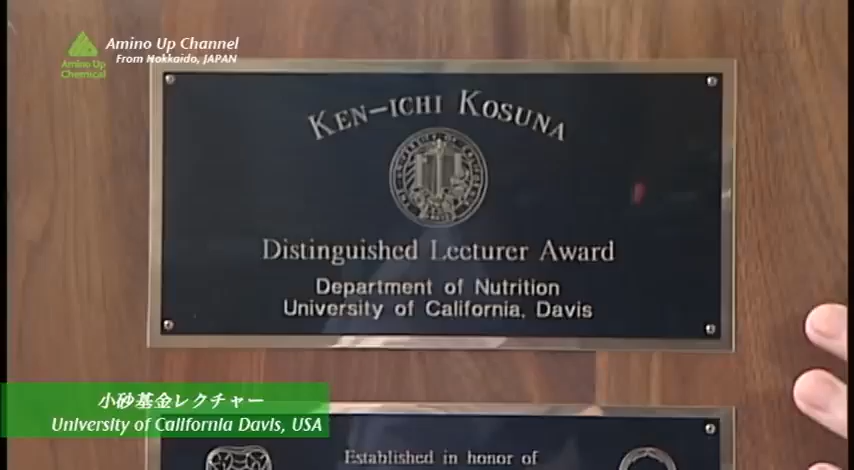 Amino Up Channel
From Hokkaido, JAPAN
Amino Up
Chemical
KEN-ICHI KOSUNA
Distinguished Lecturer Award
Department of Nutrition
University of California, Davis
小砂基金レクチャー
University of California Davis, USA
Established in honor of